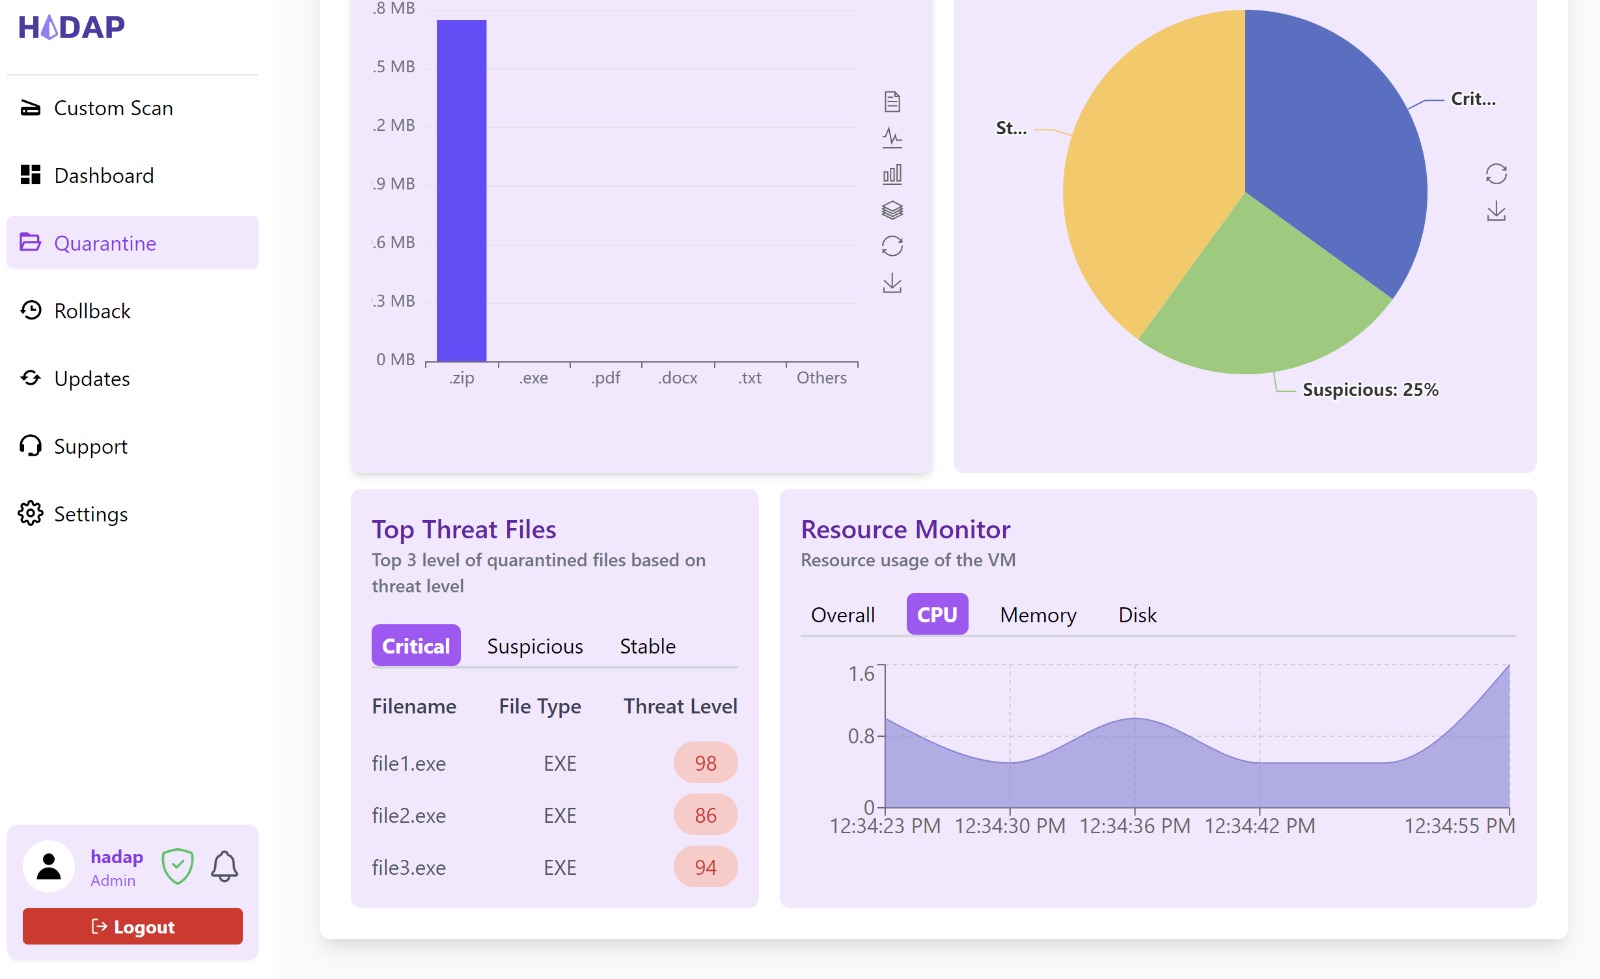 HADAP
Custom Scan
Dashboard
Quarantine
Rollback
Updates
Support
Settings
hadap
Admin
Logout
.8 MB
.5 MB
.2 MB
.9 MB
.6 MB
.3 MB
0 MB
.zip
.exe
.pdf
.docx
.txt
Others
St...
Crit...
Suspicious: 25%
Top Threat Files
Top 3 level of quarantined files based on
threat level
Critical Suspicious Stable
Filename File Type Threat Level
file1.exe EXE 98
file2.exe EXE 86
file3.exe EXE 94
Resource Monitor
Resource usage of the VM
Overall CPU Memory Disk
1.6
0.8
0
12:34:23 PM 12:34:30 PM 12:34:36 PM 12:34:42 PM 12:34:55 PM